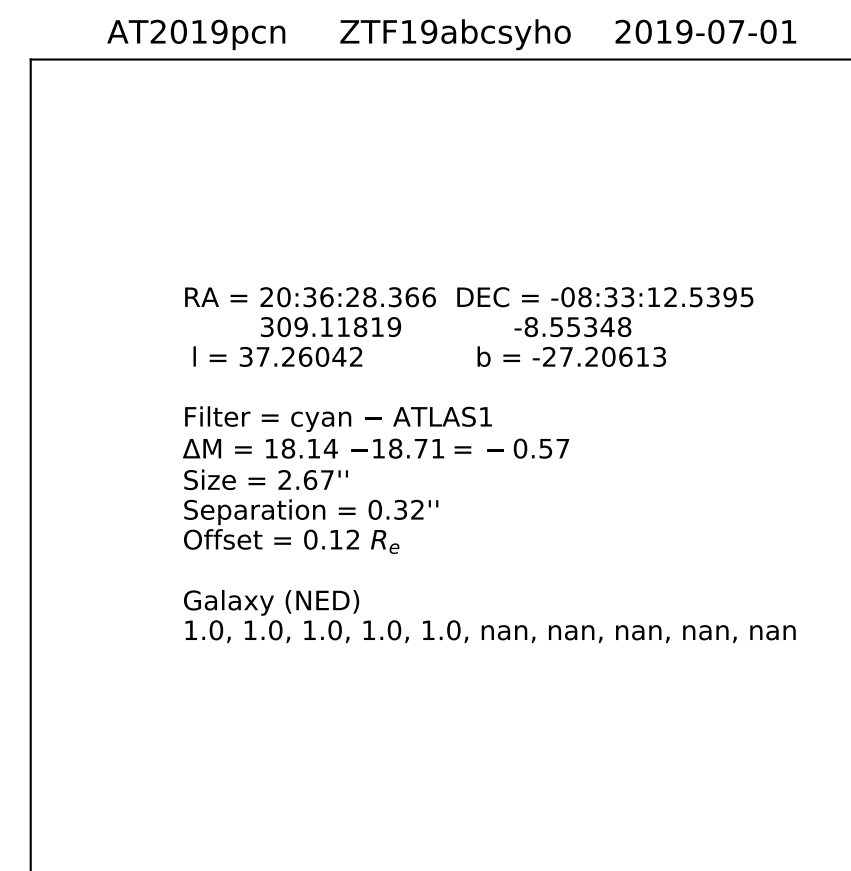 AT2019pcn ZTF19abcsyho 2019-07-01
RA = 20:36:28.366 DEC = -08:33:12.5395
309.11819 -8.55348
l = 37.26042 b = -27.20613
Filter = cyan − ATLAS1
ΔM = 18.14 −18.71 = − 0.57
Size = 2.67''
Separation = 0.32''
Offset = 0.12 Re
Galaxy (NED)
1.0, 1.0, 1.0, 1.0, 1.0, nan, nan, nan, nan, nan